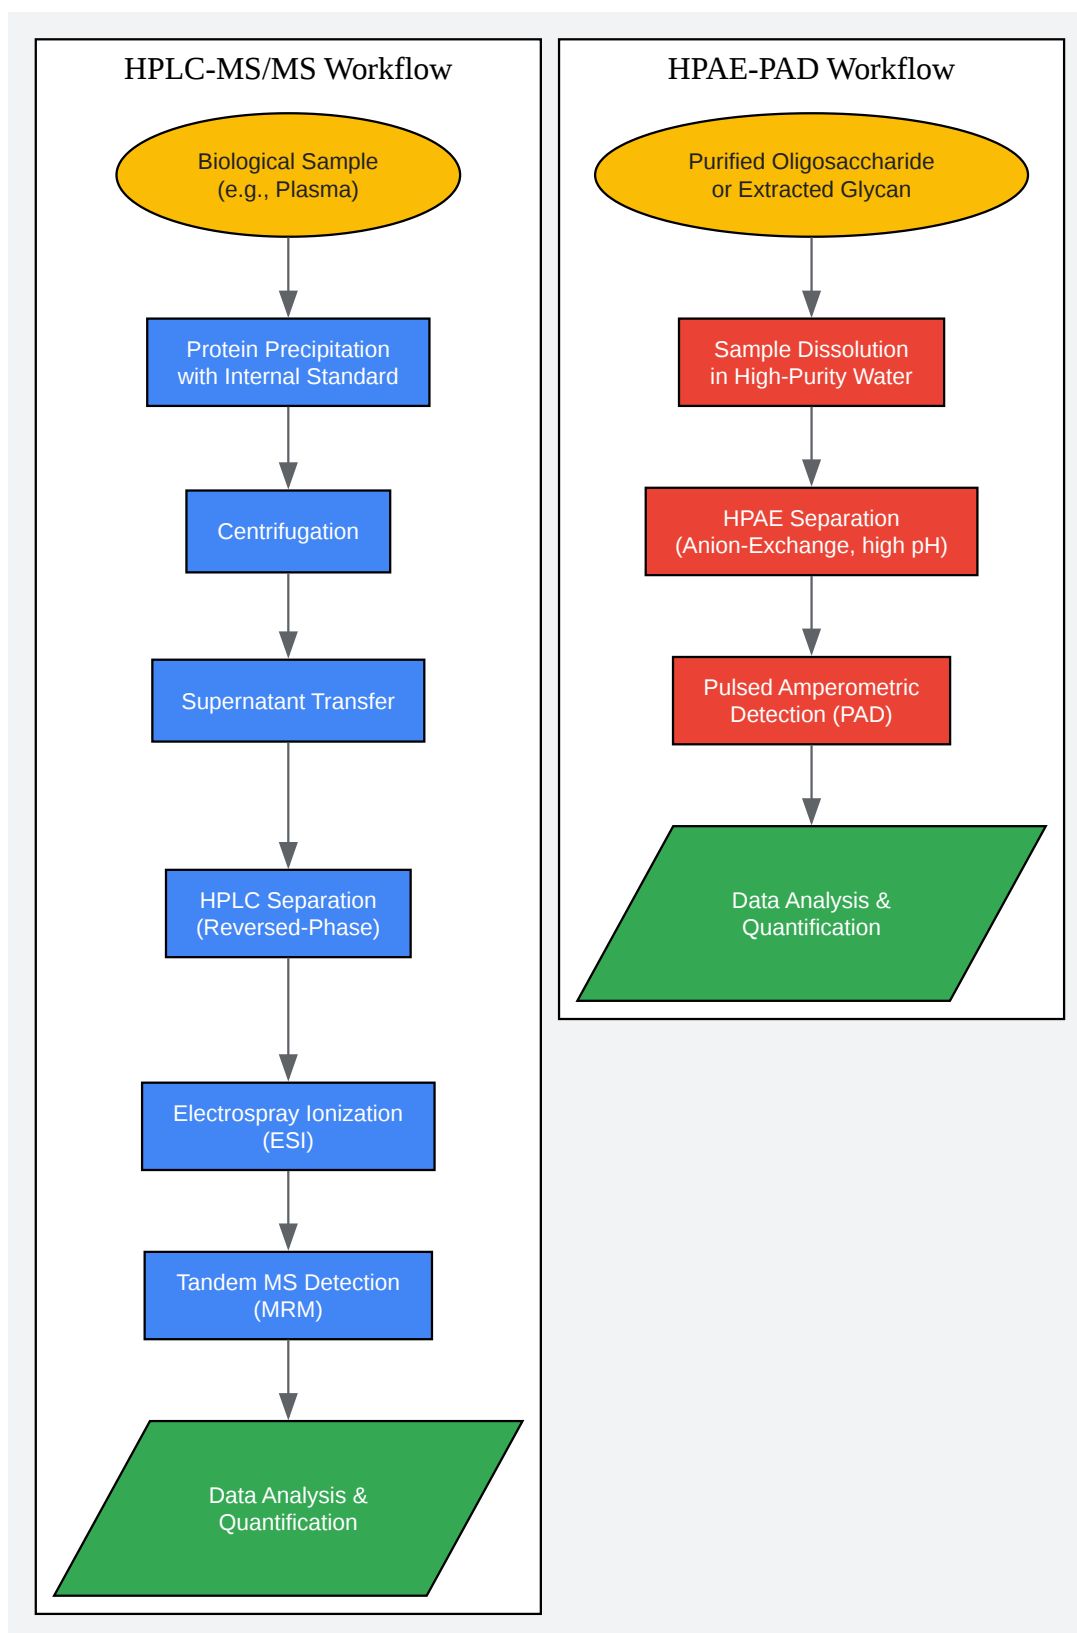 HPLC-MS/MS Workflow
Biological Sample
(e.g., Plasma)
Protein Precipitation
with Internal Standard
Centrifugation
Supernatant Transfer
HPLC Separation
(Reversed-Phase)
Electrospray Ionization
(ESI)
Tandem MS Detection
(MRM)
Data Analysis &
Quantification
HPAE-PAD Workflow
Purified Oligosaccharide
or Extracted Glycan
Sample Dissolution
in High-Purity Water
HPAE Separation
(Anion-Exchange, high pH)
Pulsed Amperometric
Detection (PAD)
Data Analysis &
Quantification